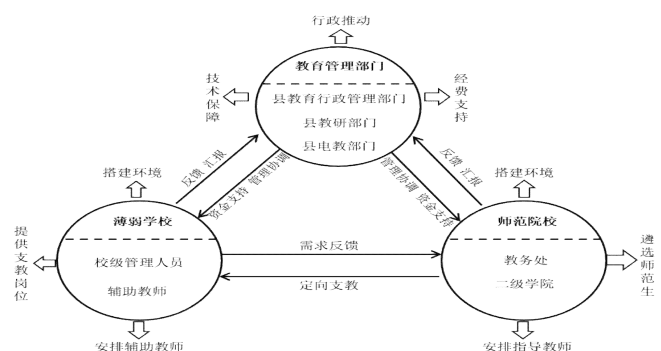 行政推动
教育管理部门
技术保障
经费支持
县教育行政管理部门
县教研部门
县电教部门
反馈 汇报
资金支持 管理协调
管理协调 资金支持
反馈 汇报
搭建环境
搭建环境
薄弱学校
师范院校
提供支教岗位
校级管理人员
辅助教师
需求反馈
定向支教
教务处
二级学院
遴选师范生
安排辅助教师
安排指导教师